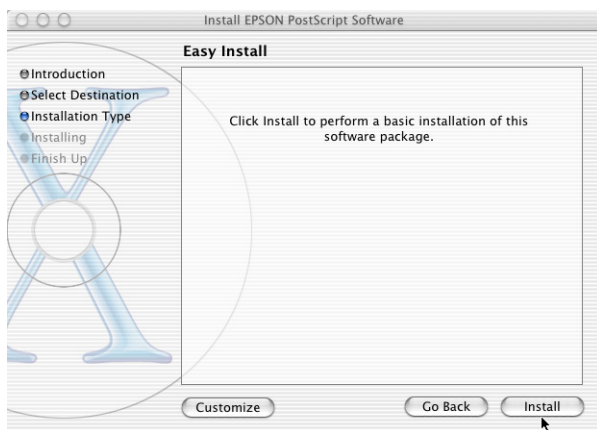 Install EPSON PostScript Software
Easy Install
Introduction
Select Destination
Installation Type
Installing
Finish Up
Click Install to perform a basic installation of this
software package.
Customize
Go Back
Install